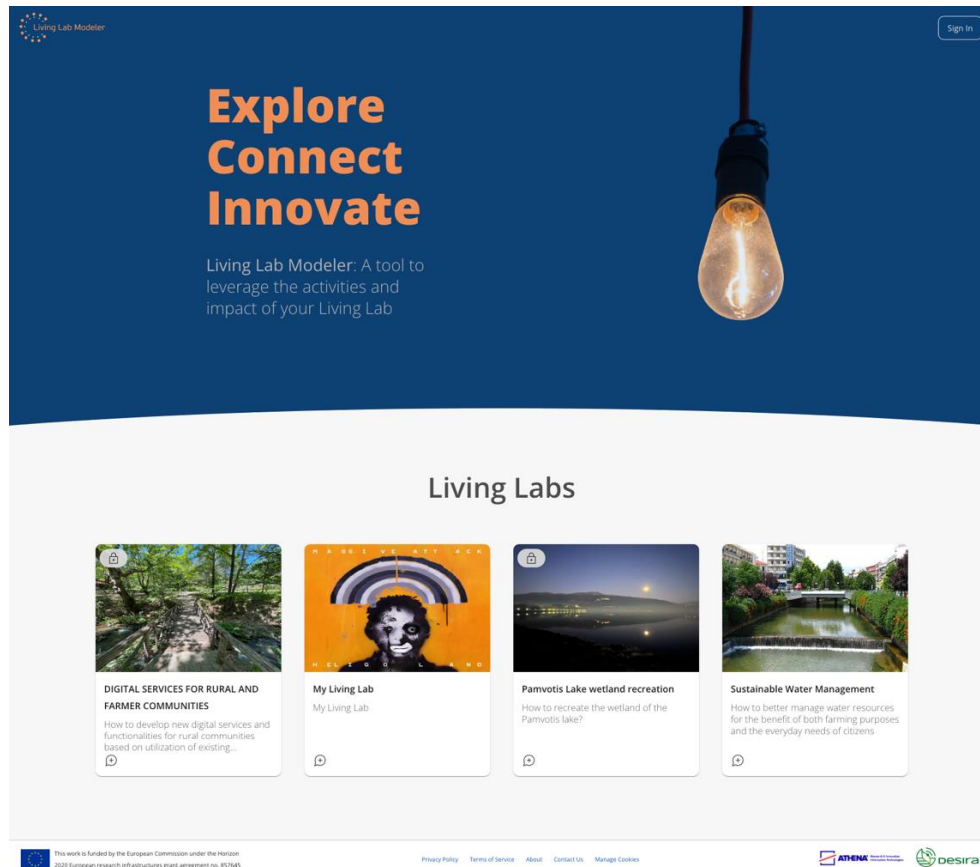 Living Lab Modeler
Sign In
Explore
Connect
Innovate
Living Lab Modeler: A tool to
leverage the activities and
impact of your Living Lab
Living Labs
DIGITAL SERVICES FOR RURAL AND
FARMER COMMUNITIES
How to develop new digital services and
functionalities for rural communities
based on utilization of existing...
M A S S I V E A T T A C K
H E L I G O L A N D
My Living Lab
My Living Lab
Pamvotis Lake wetland recreation
How to recreate the wetland of the
Pamvotis lake?
Sustainable Water Management
How to better manage water resources
for the benefit of both farming purposes
and the everyday needs of citizens
This work is funded by the European Commission under the Horizon
2020 European research infrastructures grant agreement no. 857645
Privacy Policy Terms of Service About Contact Us Manage Cookies
ATHENA
DESIRA